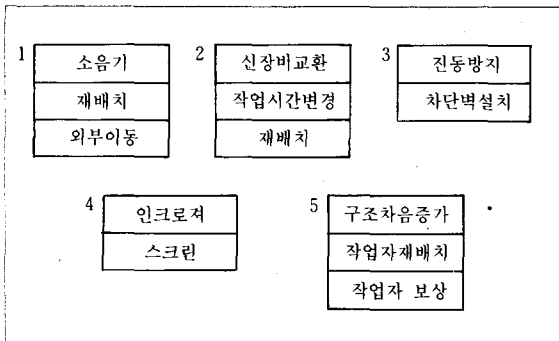 1
소음기
재배치
외부이동
2
신장비교환
작업시간변경
재배치
3
진동방지
차단벽설치
4
인크로져
스크린
5
구조차음증가
작업자재배치
작업자 보상